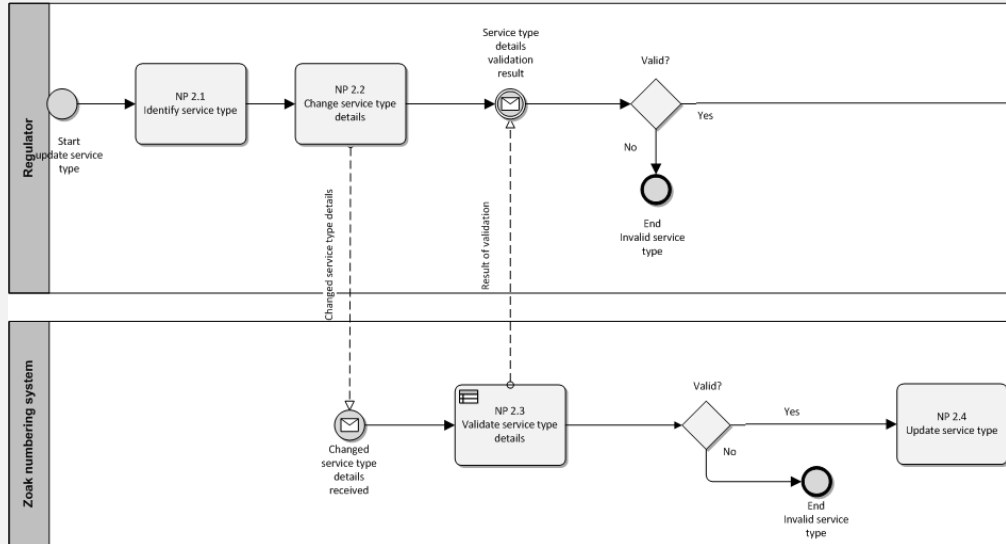 Regulator
Start
update service
type
NP 2.1
Identify service type
NP 2.2
Change service type
details
Service type
details
validation
result
Valid?
Yes
No
End
Invalid service
type
Changed service type details
Result of validation
Zoak numbering system
Changed
service type
details
received
NP 2.3
Validate service type
details
Valid?
Yes
No
NP 2.4
Update service type
End
Invalid service
type